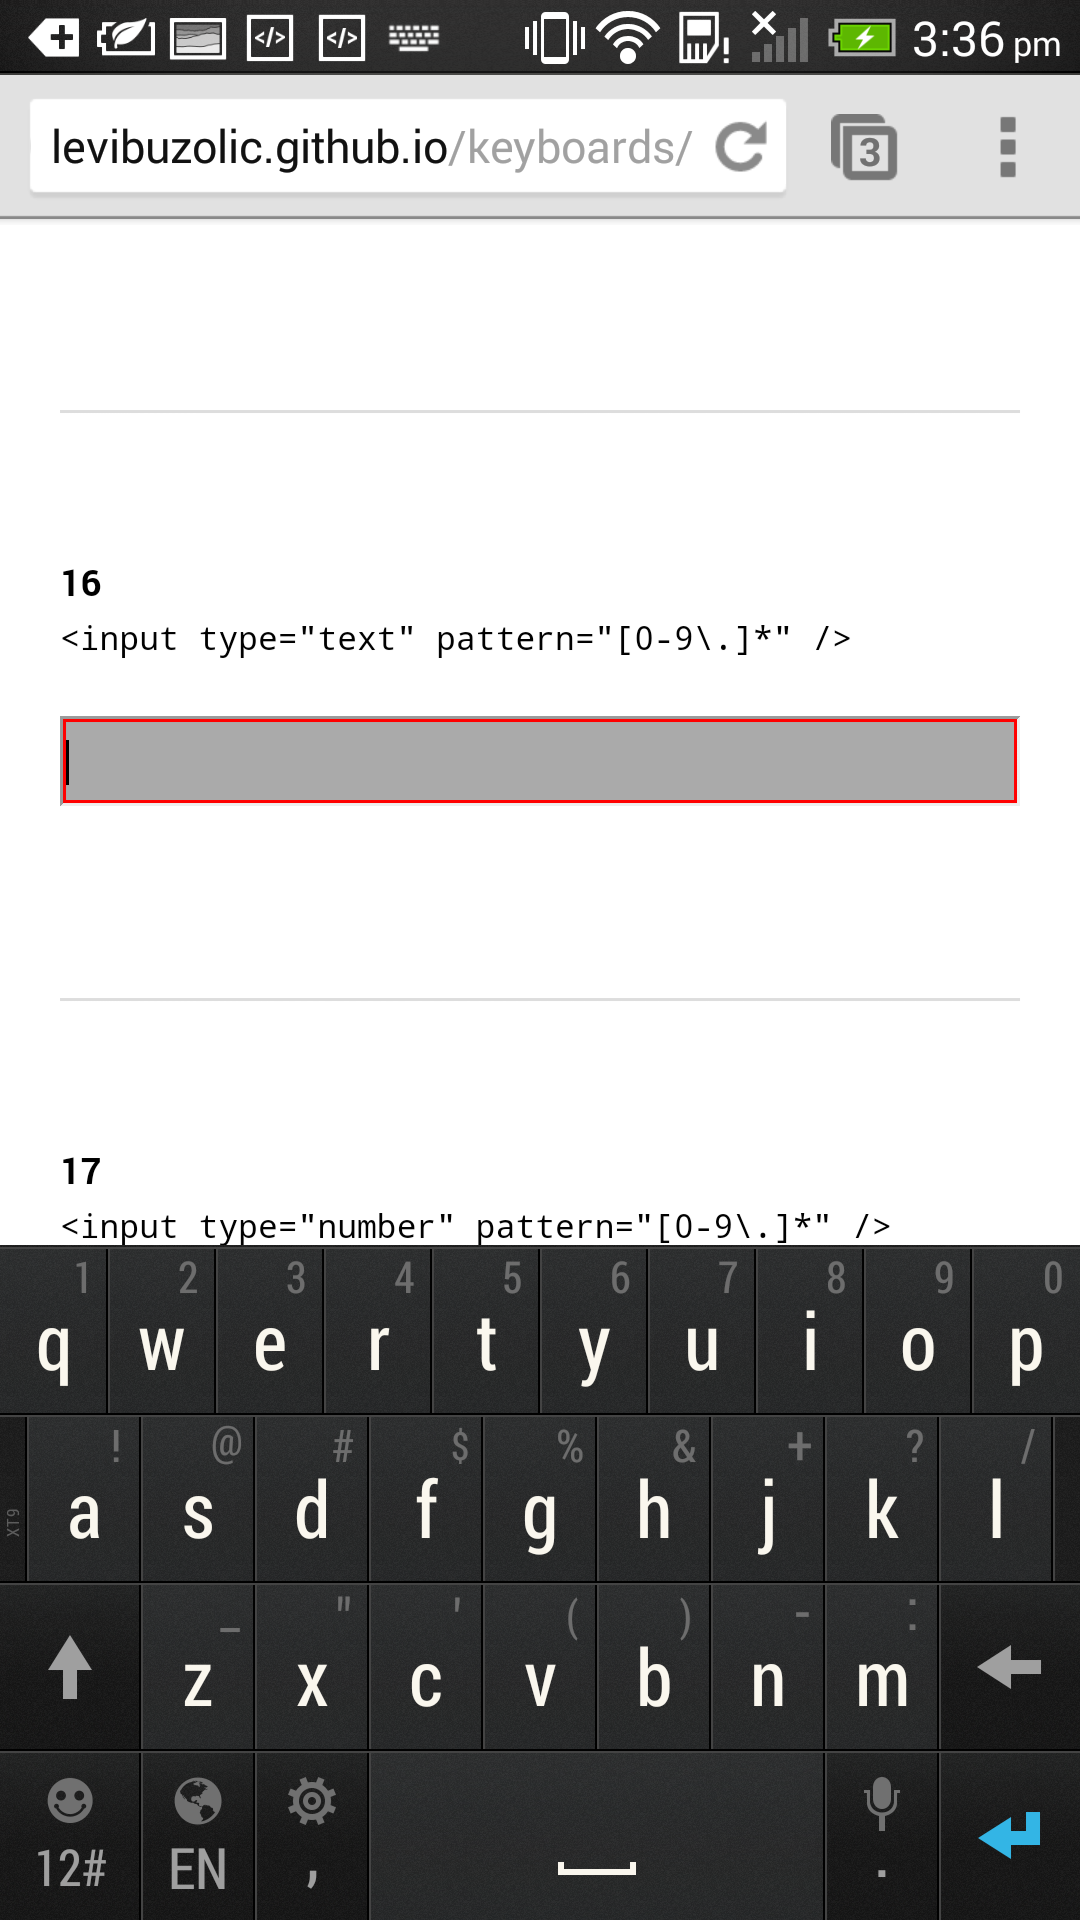 </> </> 3:36 pm
levibuzolic.github.io/keyboards/ 3
16
<input type="text" pattern="[0-9\.]*" />
17
<input type="number" pattern="[0-9\.]*" />
1 2 3 4 5 6 7 8 9 0
q w e r t y u i o p
! @ # $ % & + ? /
XT9 a s d f g h j k l
_ " ' ( ) - :
z x c v b n m
12# EN , .